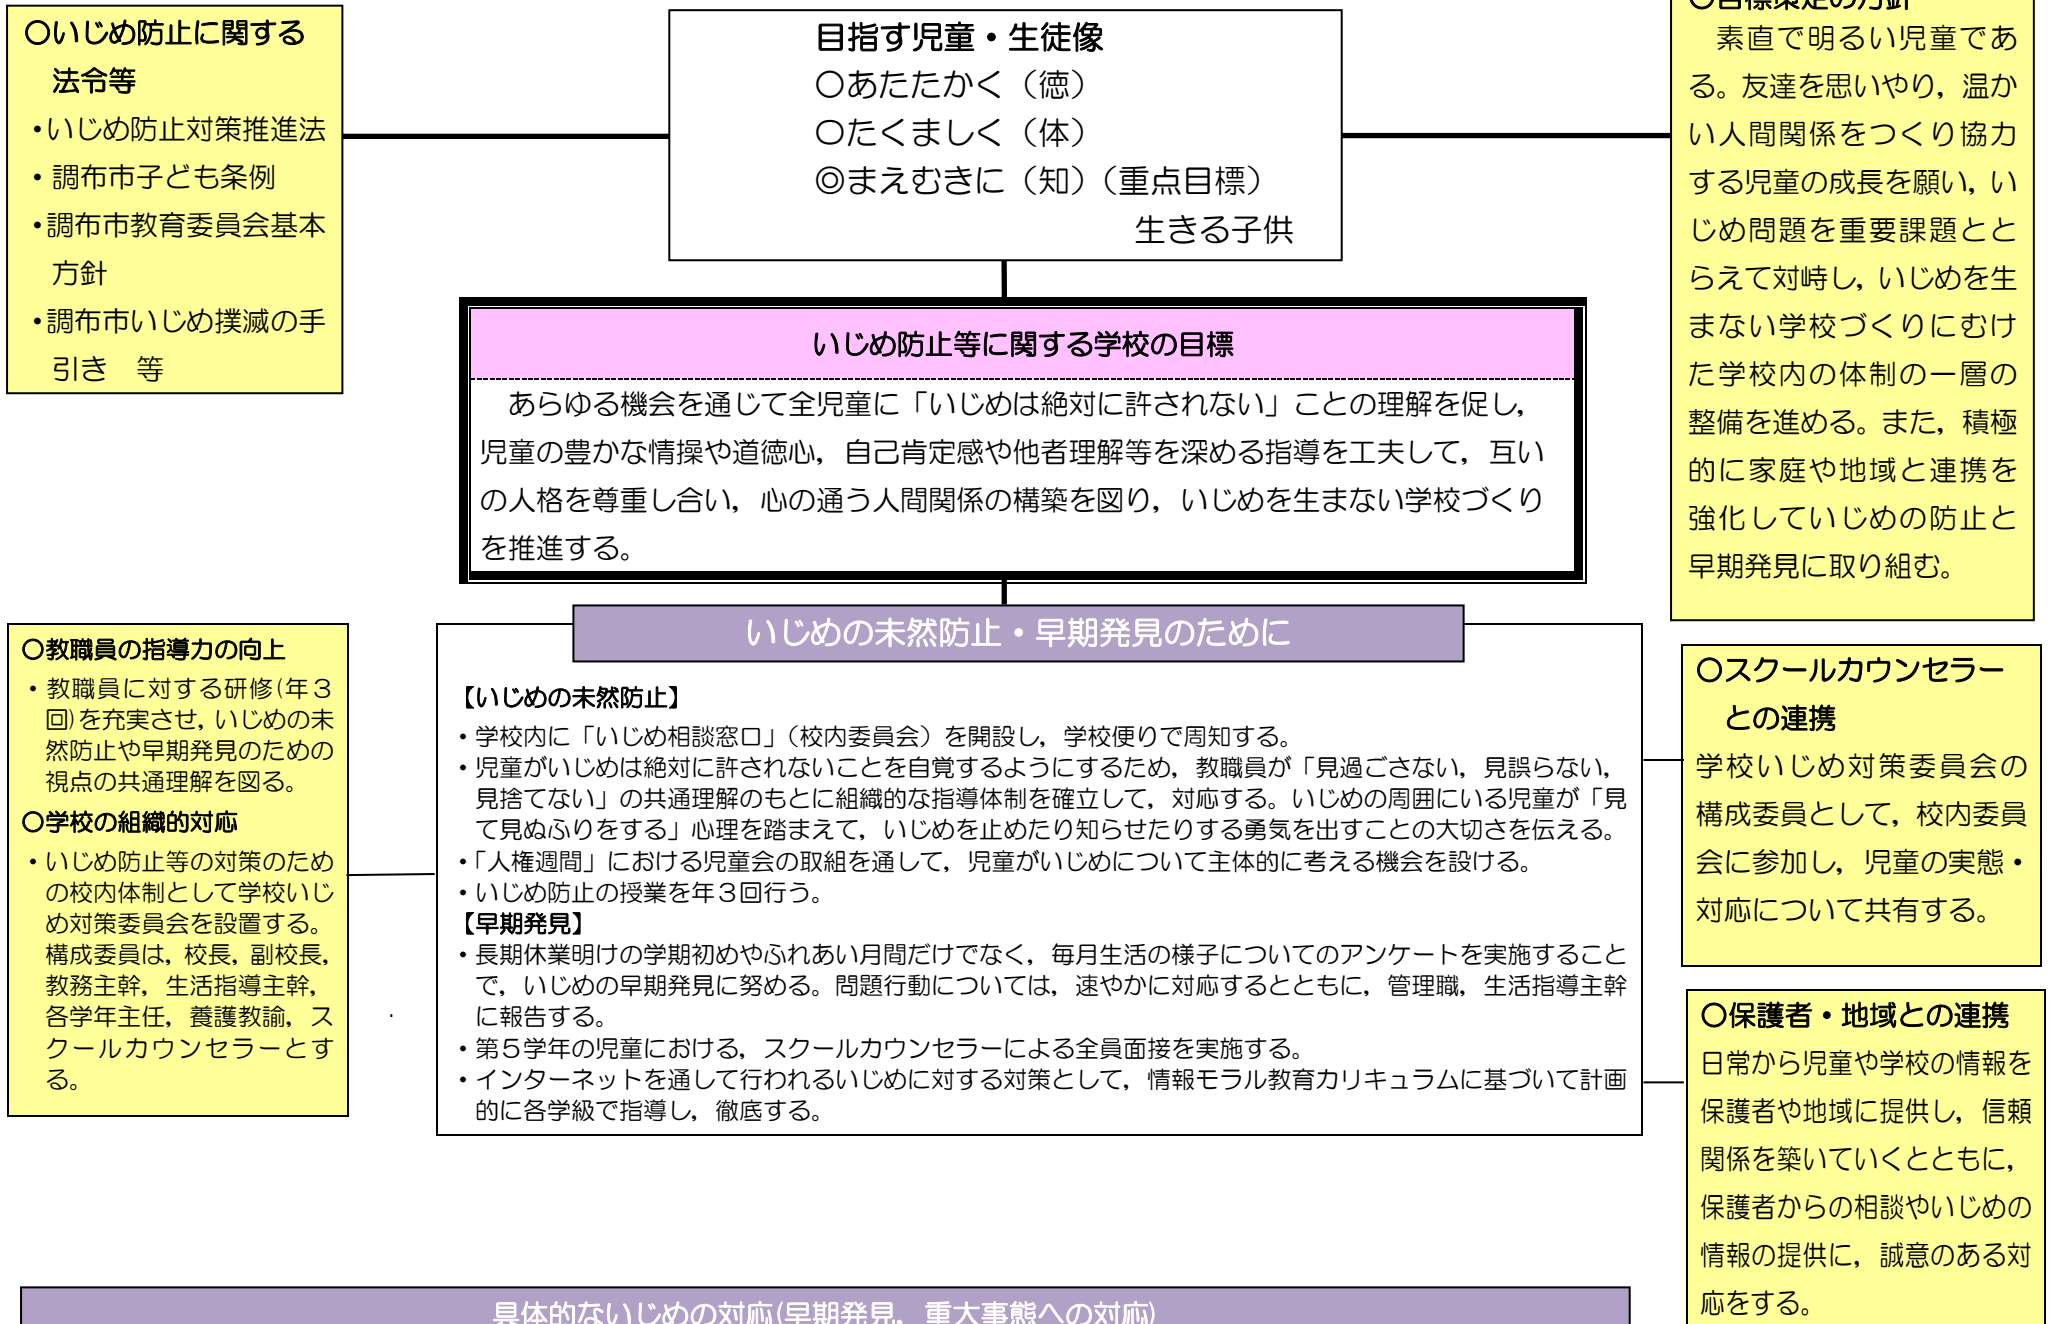 〇いじめ防止に関する
法令等
・いじめ防止対策推進法
・調布市子ども条例
・調布市教育委員会基本
方針
・調布市いじめ撲滅の手
引き　等
目指す児童・生徒像
〇あたたかく（徳）
〇たくましく（体）
◎まえむきに（知）（重点目標）
生きる子供
〇目標策定の方針
素直で明るい児童であ
る。友達を思いやり，温か
い人間関係をつくり協力
する児童の成長を願い，い
じめ問題を重要課題とと
らえて対峙し，いじめを生
まない学校づくりにむけ
た学校内の体制の一層の
整備を進める。また，積極
的に家庭や地域と連携を
強化していじめの防止と
早期発見に取り組む。
いじめ防止等に関する学校の目標
あらゆる機会を通じて全児童に「いじめは絶対に許されない」ことの理解を促し，
児童の豊かな情操や道徳心，自己肯定感や他者理解等を深める指導を工夫して，互い
の人格を尊重し合い，心の通う人間関係の構築を図り，いじめを生まない学校づくり
を推進する。
〇教職員の指導力の向上
・教職員に対する研修(年３
回)を充実させ，いじめの未
然防止や早期発見のための
視点の共通理解を図る。
〇学校の組織的対応
・いじめ防止等の対策のため
の校内体制として学校いじ
め対策委員会を設置する。
構成委員は，校長，副校長，
教務主幹，生活指導主幹，
各学年主任，養護教諭，ス
クールカウンセラーとす
る。
いじめの未然防止・早期発見のために
【いじめの未然防止】
・学校内に「いじめ相談窓口」（校内委員会）を開設し，学校便りで周知する。
・児童がいじめは絶対に許されないことを自覚するようにするため，教職員が「見過ごさない，見誤らない，
見捨てない」の共通理解のもとに組織的な指導体制を確立して，対応する。いじめの周囲にいる児童が「見
て見ぬふりをする」心理を踏まえて，いじめを止めたり知らせたりする勇気を出すことの大切さを伝える。
・「人権週間」における児童会の取組を通して，児童がいじめについて主体的に考える機会を設ける。
・いじめ防止の授業を年３回行う。
【早期発見】
・長期休業明けの学期初めやふれあい月間だけでなく，毎月生活の様子についてのアンケートを実施すること
で，いじめの早期発見に努める。問題行動については，速やかに対応するとともに，管理職，生活指導主幹
に報告する。
・第５学年の児童における，スクールカウンセラーによる全員面接を実施する。
・インターネットを通して行われるいじめに対する対策として，情報モラル教育カリキュラムに基づいて計画
的に各学級で指導し，徹底する。
〇スクールカウンセラー
との連携
学校いじめ対策委員会の
構成委員として，校内委員
会に参加し，児童の実態・
対応について共有する。
〇保護者・地域との連携
日常から児童や学校の情報を
保護者や地域に提供し，信頼
関係を築いていくとともに，
保護者からの相談やいじめの
情報の提供に，誠意のある対
応をする。
具体的ないじめの対応(早期発見，重大事態への対応)